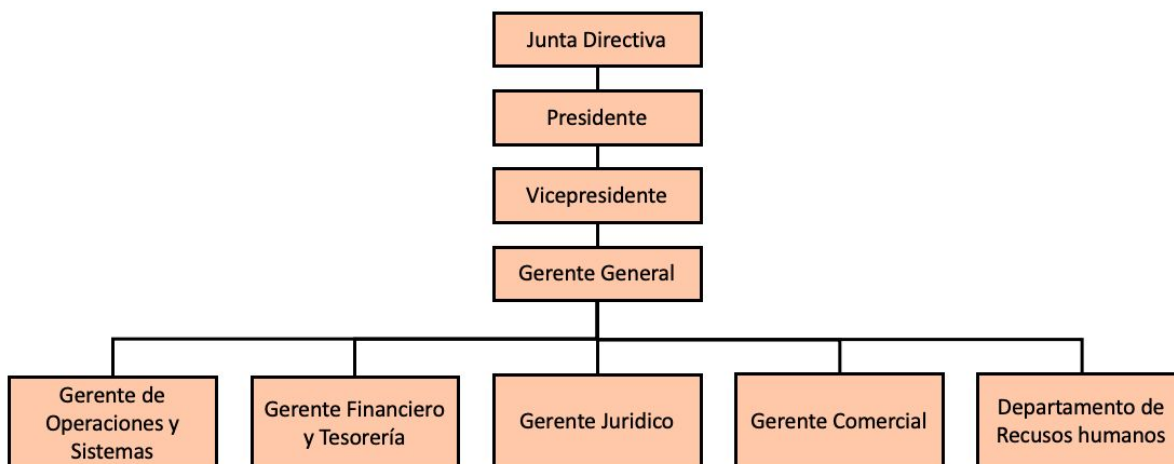 Junta Directiva
Presidente
Vicepresidente
Gerente General
Gerente de
Operaciones y
Sistemas
Gerente Financiero
y Tesorería
Gerente Juridico
Gerente Comercial
Departamento de
Recusos humanos